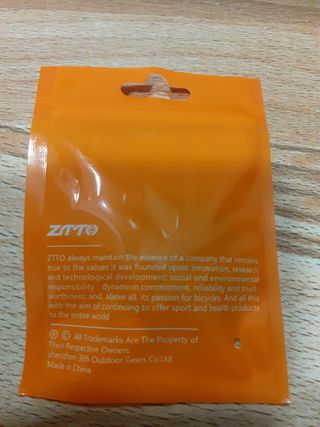 ZTTO
ZTTO always maintain the essence of a company that remains
true to the values it was founded upon: innovation, research
and technological development, social and environmental
responsibility , dynamism,commitment, reliability and trust-
worthiness; and, above all, its passion for bicycles. And all this
with the aim of continuing to offer sport and health products
to the entire world
® © All Trademarks Are The Property of
Their Respective Owners
shenzhen 365 Outdoor Gears Co.Ltd
Made in China